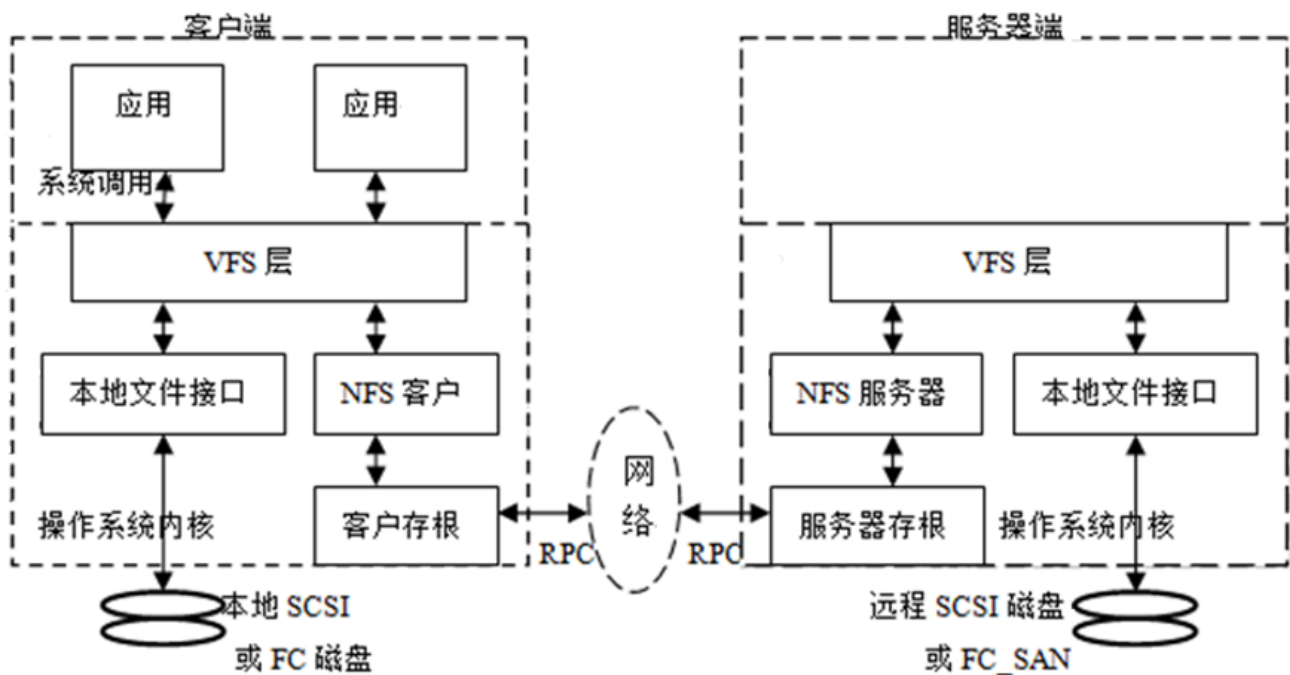 客户端
服务器端
应用
应用
系统调用
VFS 层
VFS 层
本地文件接口
NFS 客户
NFS 服务器
本地文件接口
网
络
操作系统内核
客户存根
服务器存根
操作系统内核
RPC
RPC
本地 SCSI
或 FC 磁盘
远程 SCSI 磁盘
或 FC_SAN